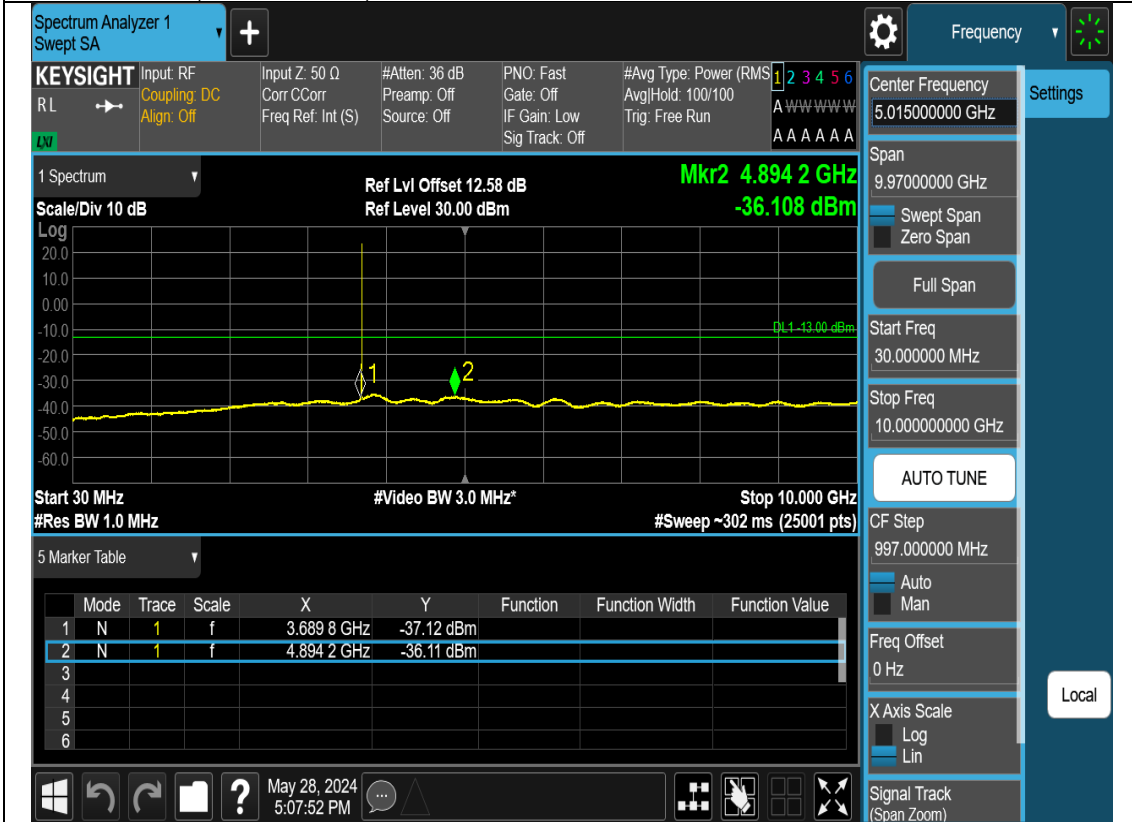 Spectrum Analyzer 1
Swept SA
+
Frequency
KEYSIGHT
RL
LXI
Input: RF
Coupling: DC
Align: Off
Input Z: 50 Ω
Corr CCorr
Freq Ref: Int (S)
#Atten: 36 dB
Preamp: Off
Source: Off
PNO: Fast
Gate: Off
IF Gain: Low
Sig Track: Off
#Avg Type: Power (RMS
Avg|Hold: 100/100
Trig: Free Run
1 2 3 4 5 6
A W W W W W
A A A A A A
1 Spectrum
Ref Lvl Offset 12.58 dB
Mkr2 4.894 2 GHz
Scale/Div 10 dB
Ref Level 30.00 dBm
-36.108 dBm
Log
20.0
10.0
0.00
-10.0
DL1 -13.00 dBm
-20.0
-30.0
1
2
-40.0
-50.0
-60.0
Start 30 MHz
#Video BW 3.0 MHz*
Stop 10.000 GHz
#Res BW 1.0 MHz
#Sweep ~302 ms (25001 pts)
5 Marker Table
Mode Trace Scale X Y Function Function Width Function Value
1 N 1 f 3.689 8 GHz -37.12 dBm
2 N 1 f 4.894 2 GHz -36.11 dBm
3
4
5
6
?
May 28, 2024
5:07:52 PM
Center Frequency
5.015000000 GHz
Settings
Span
9.97000000 GHz
Swept Span
Zero Span
Full Span
Start Freq
30.000000 MHz
Stop Freq
10.000000000 GHz
AUTO TUNE
CF Step
997.000000 MHz
Auto
Man
Freq Offset
0 Hz
Local
X Axis Scale
Log
Lin
Signal Track
(Span Zoom)